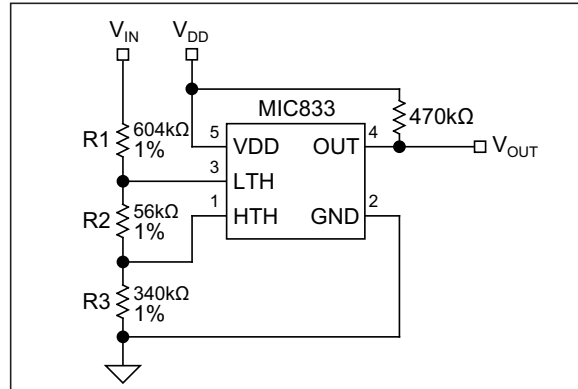 VIN VDD
MIC833
R1 604kΩ 1%
5 VDD OUT 4
470kΩ
VOUT
3 LTH
R2 56kΩ 1%
1 HTH GND 2
R3 340kΩ 1%